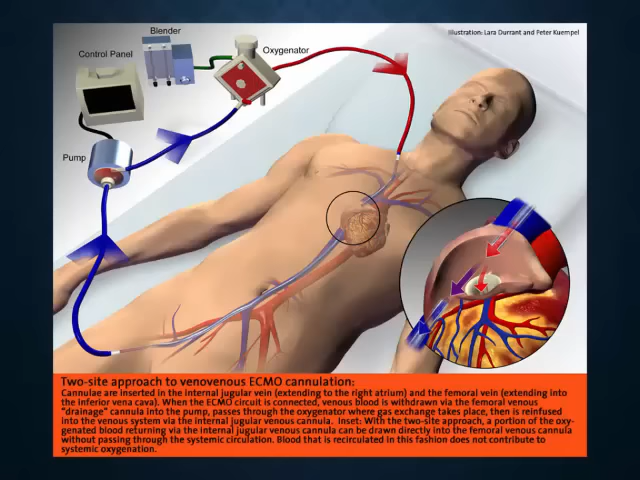 Illustration: Lara Durrant and Peter Kuempel
Blender
Control Panel
Oxygenator
Pump
Two-site approach to venovenous ECMO cannulation:
Cannulae are inserted in the internal jugular vein (extending to the right atrium) and the femoral vein (extending into
the inferior vena cava). When the ECMO circuit is connected, venous blood is withdrawn via the femoral venous
"drainage" cannula into the pump, passes through the oxygenator where gas exchange takes place, then is reinfused
into the venous system via the internal jugular venous cannula. Inset: With the two-site approach, a portion of the oxy-
genated blood returning via the internal jugular venous cannula can be drawn directly into the femoral venous cannula
without passing through the systemic circulation. Blood that is recirculated in this fashion does not contribute to
systemic oxygenation.